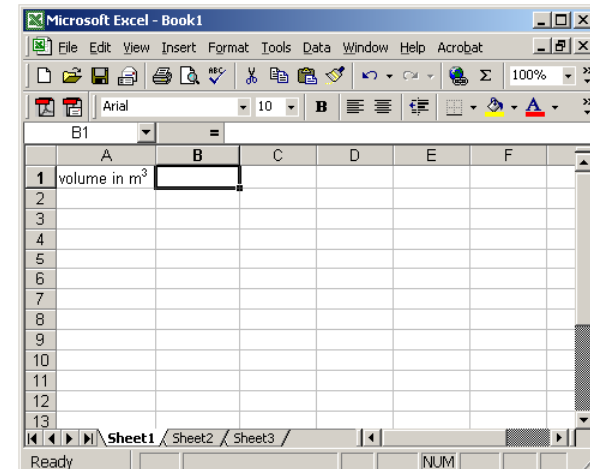 Microsoft Excel - Book1
File Edit View Insert Format Tools Data Window Help Acrobat
ABC Σ 100%
Arial 10 B A
B1 =
A B C D E F
1 volume in m³
2
3
4
5
6
7
8
9
10
11
12
13
Sheet1 Sheet2 Sheet3
Ready NUM